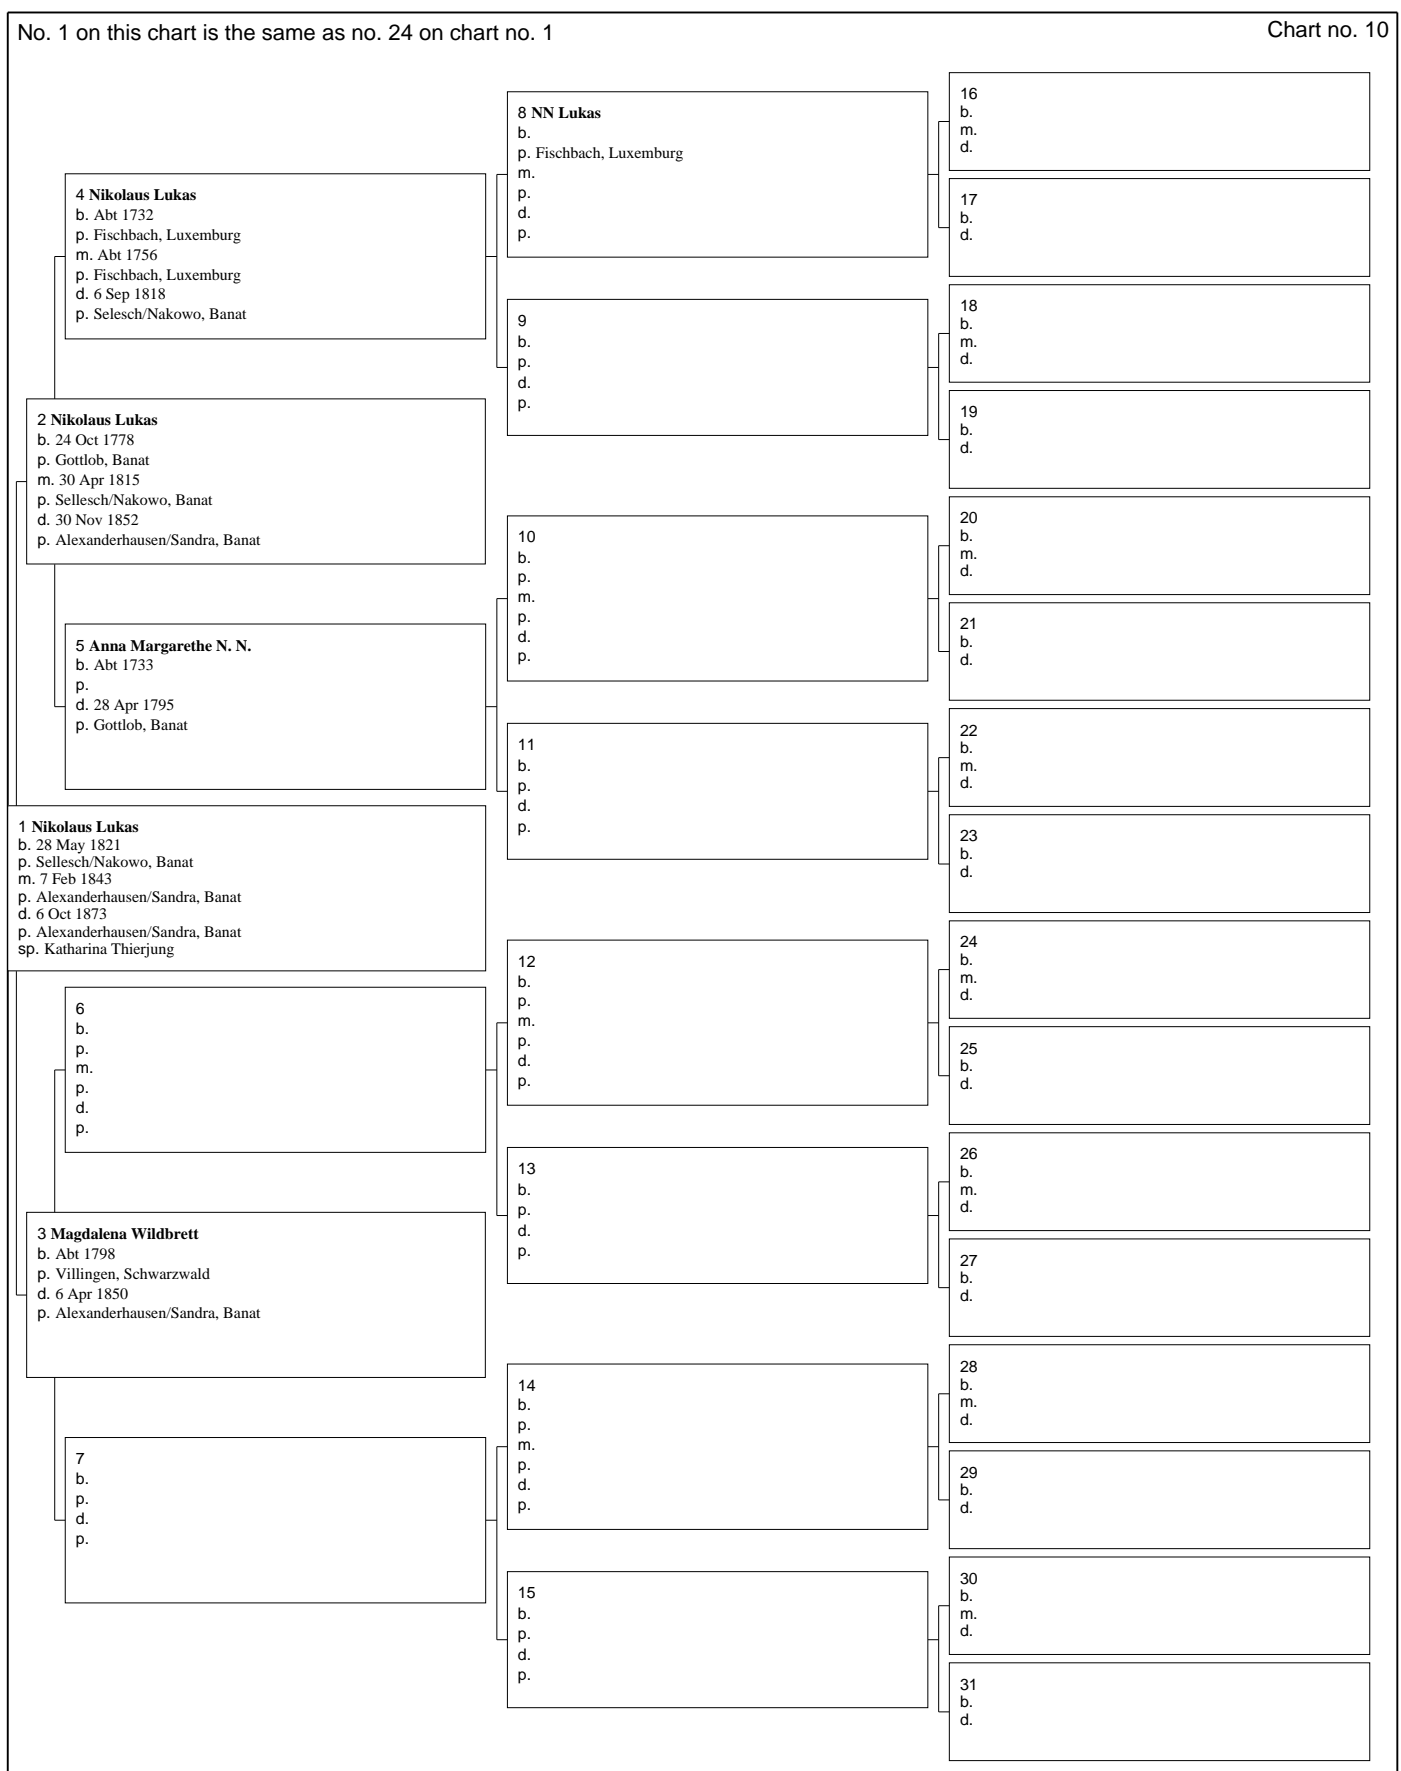 No. 1 on this chart is the same as no. 24 on chart no. 1
Chart no. 10
4 Nikolaus Lukas
b. Abt 1732
p. Fischbach, Luxemburg
m. Abt 1756
p. Fischbach, Luxemburg
d. 6 Sep 1818
p. Selesch/Nakowo, Banat
2 Nikolaus Lukas
b. 24 Oct 1778
p. Gottlob, Banat
m. 30 Apr 1815
p. Sellesch/Nakowo, Banat
d. 30 Nov 1852
p. Alexanderhausen/Sandra, Banat
5 Anna Margarethe N. N.
b. Abt 1733
p.
d. 28 Apr 1795
p. Gottlob, Banat
1 Nikolaus Lukas
b. 28 May 1821
p. Sellesch/Nakowo, Banat
m. 7 Feb 1843
p. Alexanderhausen/Sandra, Banat
d. 6 Oct 1873
p. Alexanderhausen/Sandra, Banat
sp. Katharina Thierjung
6
b.
p.
m.
p.
d.
p.
3 Magdalena Wildbrett
b. Abt 1798
p. Villingen, Schwarzwald
d. 6 Apr 1850
p. Alexanderhausen/Sandra, Banat
7
b.
p.
d.
p.
8 NN Lukas
b.
p. Fischbach, Luxemburg
m.
p.
d.
p.
9
b.
p.
d.
p.
10
b.
p.
m.
p.
d.
p.
11
b.
p.
d.
p.
12
b.
p.
m.
p.
d.
p.
13
b.
p.
d.
p.
14
b.
p.
m.
p.
d.
p.
15
b.
p.
d.
p.
16
b.
m.
d.
17
b.
d.
18
b.
m.
d.
19
b.
d.
20
b.
m.
d.
21
b.
d.
22
b.
m.
d.
23
b.
d.
24
b.
m.
d.
25
b.
d.
26
b.
m.
d.
27
b.
d.
28
b.
m.
d.
29
b.
d.
30
b.
m.
d.
31
b.
d.